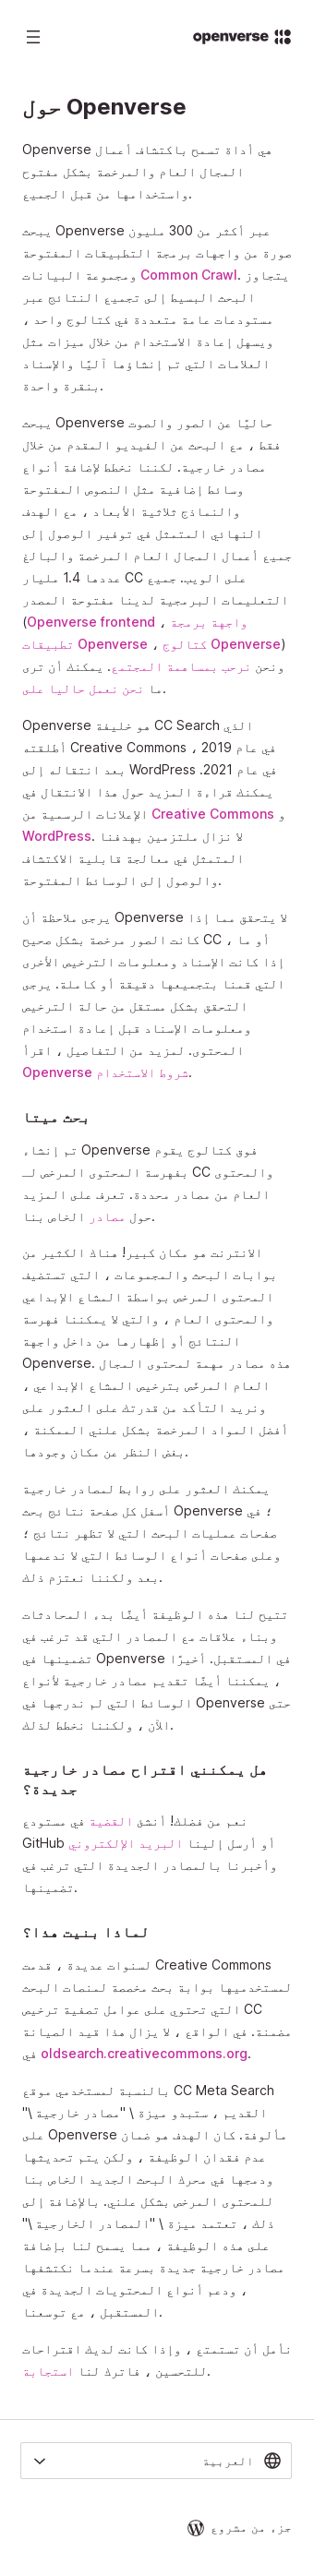 openverse
حول Openverse
Openverse هي أداة تسمح باكتشاف أعمال
المجال العام والمرخصة بشكل مفتوح
واستخدامها من قبل الجميع.
يبحث Openverse عبر أكثر من 300 مليون
صورة من واجهات برمجة التطبيقات المفتوحة
ومجموعة البيانات Common Crawl. يتجاوز
البحث البسيط إلى تجميع النتائج عبر
مستودعات عامة متعددة في كتالوج واحد ،
ويسهل إعادة الاستخدام من خلال ميزات مثل
العلامات التي تم إنشاؤها آليًا والإسناد
بنقرة واحدة.
يبحث Openverse حاليًا عن الصور والصوت
فقط ، مع البحث عن الفيديو المقدم من خلال
مصادر خارجية. لكننا نخطط لإضافة أنواع
وسائط إضافية مثل النصوص المفتوحة
والنماذج ثلاثية الأبعاد ، مع الهدف
النهائي المتمثل في توفير الوصول إلى
جميع أعمال المجال العام المرخصة والبالغ
عددها 1.4 مليار CC على الويب. جميع
التعليمات البرمجية لدينا مفتوحة المصدر
(Openverse frontend ، واجهة برمجة
تطبيقات Openverse ، كتالوج Openverse)
ونحن نرحب بمساهمة المجتمع. يمكنك أن ترى
ما نحن نعمل حاليا على.
Openverse هو خليفة CC Search الذي
أطلقته Creative Commons في عام 2019 ،
بعد انتقاله إلى WordPress في عام 2021.
يمكنك قراءة المزيد حول هذا الانتقال في
الإعلانات الرسمية من Creative Commons و
WordPress. لا نزال ملتزمين بهدفنا
المتمثل في معالجة قابلية الاكتشاف
والوصول إلى الوسائط المفتوحة.
يرجى ملاحظة أن Openverse لا يتحقق مما إذا
كانت الصور مرخصة بشكل صحيح CC ، أو ما
إذا كانت الإسناد ومعلومات الترخيص الأخرى
التي قمنا بتجميعها دقيقة أو كاملة. يرجى
التحقق بشكل مستقل من حالة الترخيص
ومعلومات الإسناد قبل إعادة استخدام
المحتوى. لمزيد من التفاصيل ، اقرأ
Openverse شروط الاستخدام.
بحث ميتا
تم إنشاء Openverse فوق كتالوج يقوم
بفهرسة المحتوى المرخص لـ CC والمحتوى
العام من مصادر محددة. تعرف على المزيد
حول مصادر الخاص بنا.
الانترنت هو مكان كبير! هناك الكثير من
بوابات البحث والمجموعات ، التي تستضيف
المحتوى المرخص بواسطة المشاع الإبداعي
والمحتوى العام ، والتي لا يمكننا فهرسة
النتائج أو إظهارها من داخل واجهة
Openverse. هذه مصادر مهمة لمحتوى المجال
العام المرخّص بترخيص المشاع الإبداعي ،
ونريد التأكد من قدرتك على العثور على
أفضل المواد المرخصة بشكل علني الممكنة ،
بغض النظر عن مكان وجودها.
يمكنك العثور على روابط لمصادر خارجية
أسفل كل صفحة نتائج بحث Openverse ؛ في
صفحات عمليات البحث التي لا تظهر نتائج ؛
وعلى صفحات أنواع الوسائط التي لا ندعمها
بعد ولكننا نعتزم ذلك.
تتيح لنا هذه الوظيفة أيضًا بدء المحادثات
وبناء علاقات مع المصادر التي قد ترغب في
تضمينها في Openverse في المستقبل. أخيرًا
، يمكننا أيضًا تقديم مصادر خارجية لأنواع
الوسائط التي لم ندرجها في Openverse حتى
الآن ، ولكننا نخطط لذلك.
هل يمكنني اقتراح مصادر خارجية
جديدة؟
نعم من فضلك! أنشئ القضية في مستودع
GitHub أو أرسل إلينا البريد الإلكتروني
وأخبرنا بالمصادر الجديدة التي ترغب في
تضمينها.
لماذا بنيت هذا؟
لسنوات عديدة ، قدمت Creative Commons
لمستخدميها بوابة بحث مخصصة لمنصات البحث
التي تحتوي على عوامل تصفية ترخيص CC
مضمنة. في الواقع ، لا يزال هذا قيد الصيانة
في oldsearch.creativecommons.org.
بالنسبة لمستخدمي موقع CC Meta Search
القديم ، ستبدو ميزة \ "مصادر خارجية \"
مألوفة. كان الهدف هو ضمان Openverse على
عدم فقدان الوظيفة ، ولكن يتم تحديثها
ودمجها في محرك البحث الجديد الخاص بنا
للمحتوى المرخص بشكل علني. بالإضافة إلى
ذلك ، تعتمد ميزة \ "المصادر الخارجية \"
على هذه الوظيفة ، مما يسمح لنا بإضافة
مصادر خارجية جديدة بسرعة عندما نكتشفها
، ودعم أنواع المحتويات الجديدة في
المستقبل ، مع توسعنا.
نأمل أن تستمتع ، وإذا كانت لديك اقتراحات
للتحسين ، فاترك لنا استجابة.
العربية
جزء من مشروع